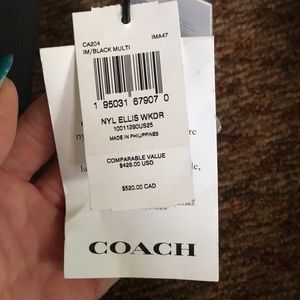 CA204 IMA47
IM/BLACK MULTI
1 95031 67907 0
NYL ELLIS WKDR
10011290US25
MADE IN PHILIPPINES
COMPARABLE VALUE
$428.00 USD
$520.00 CAD
COACH